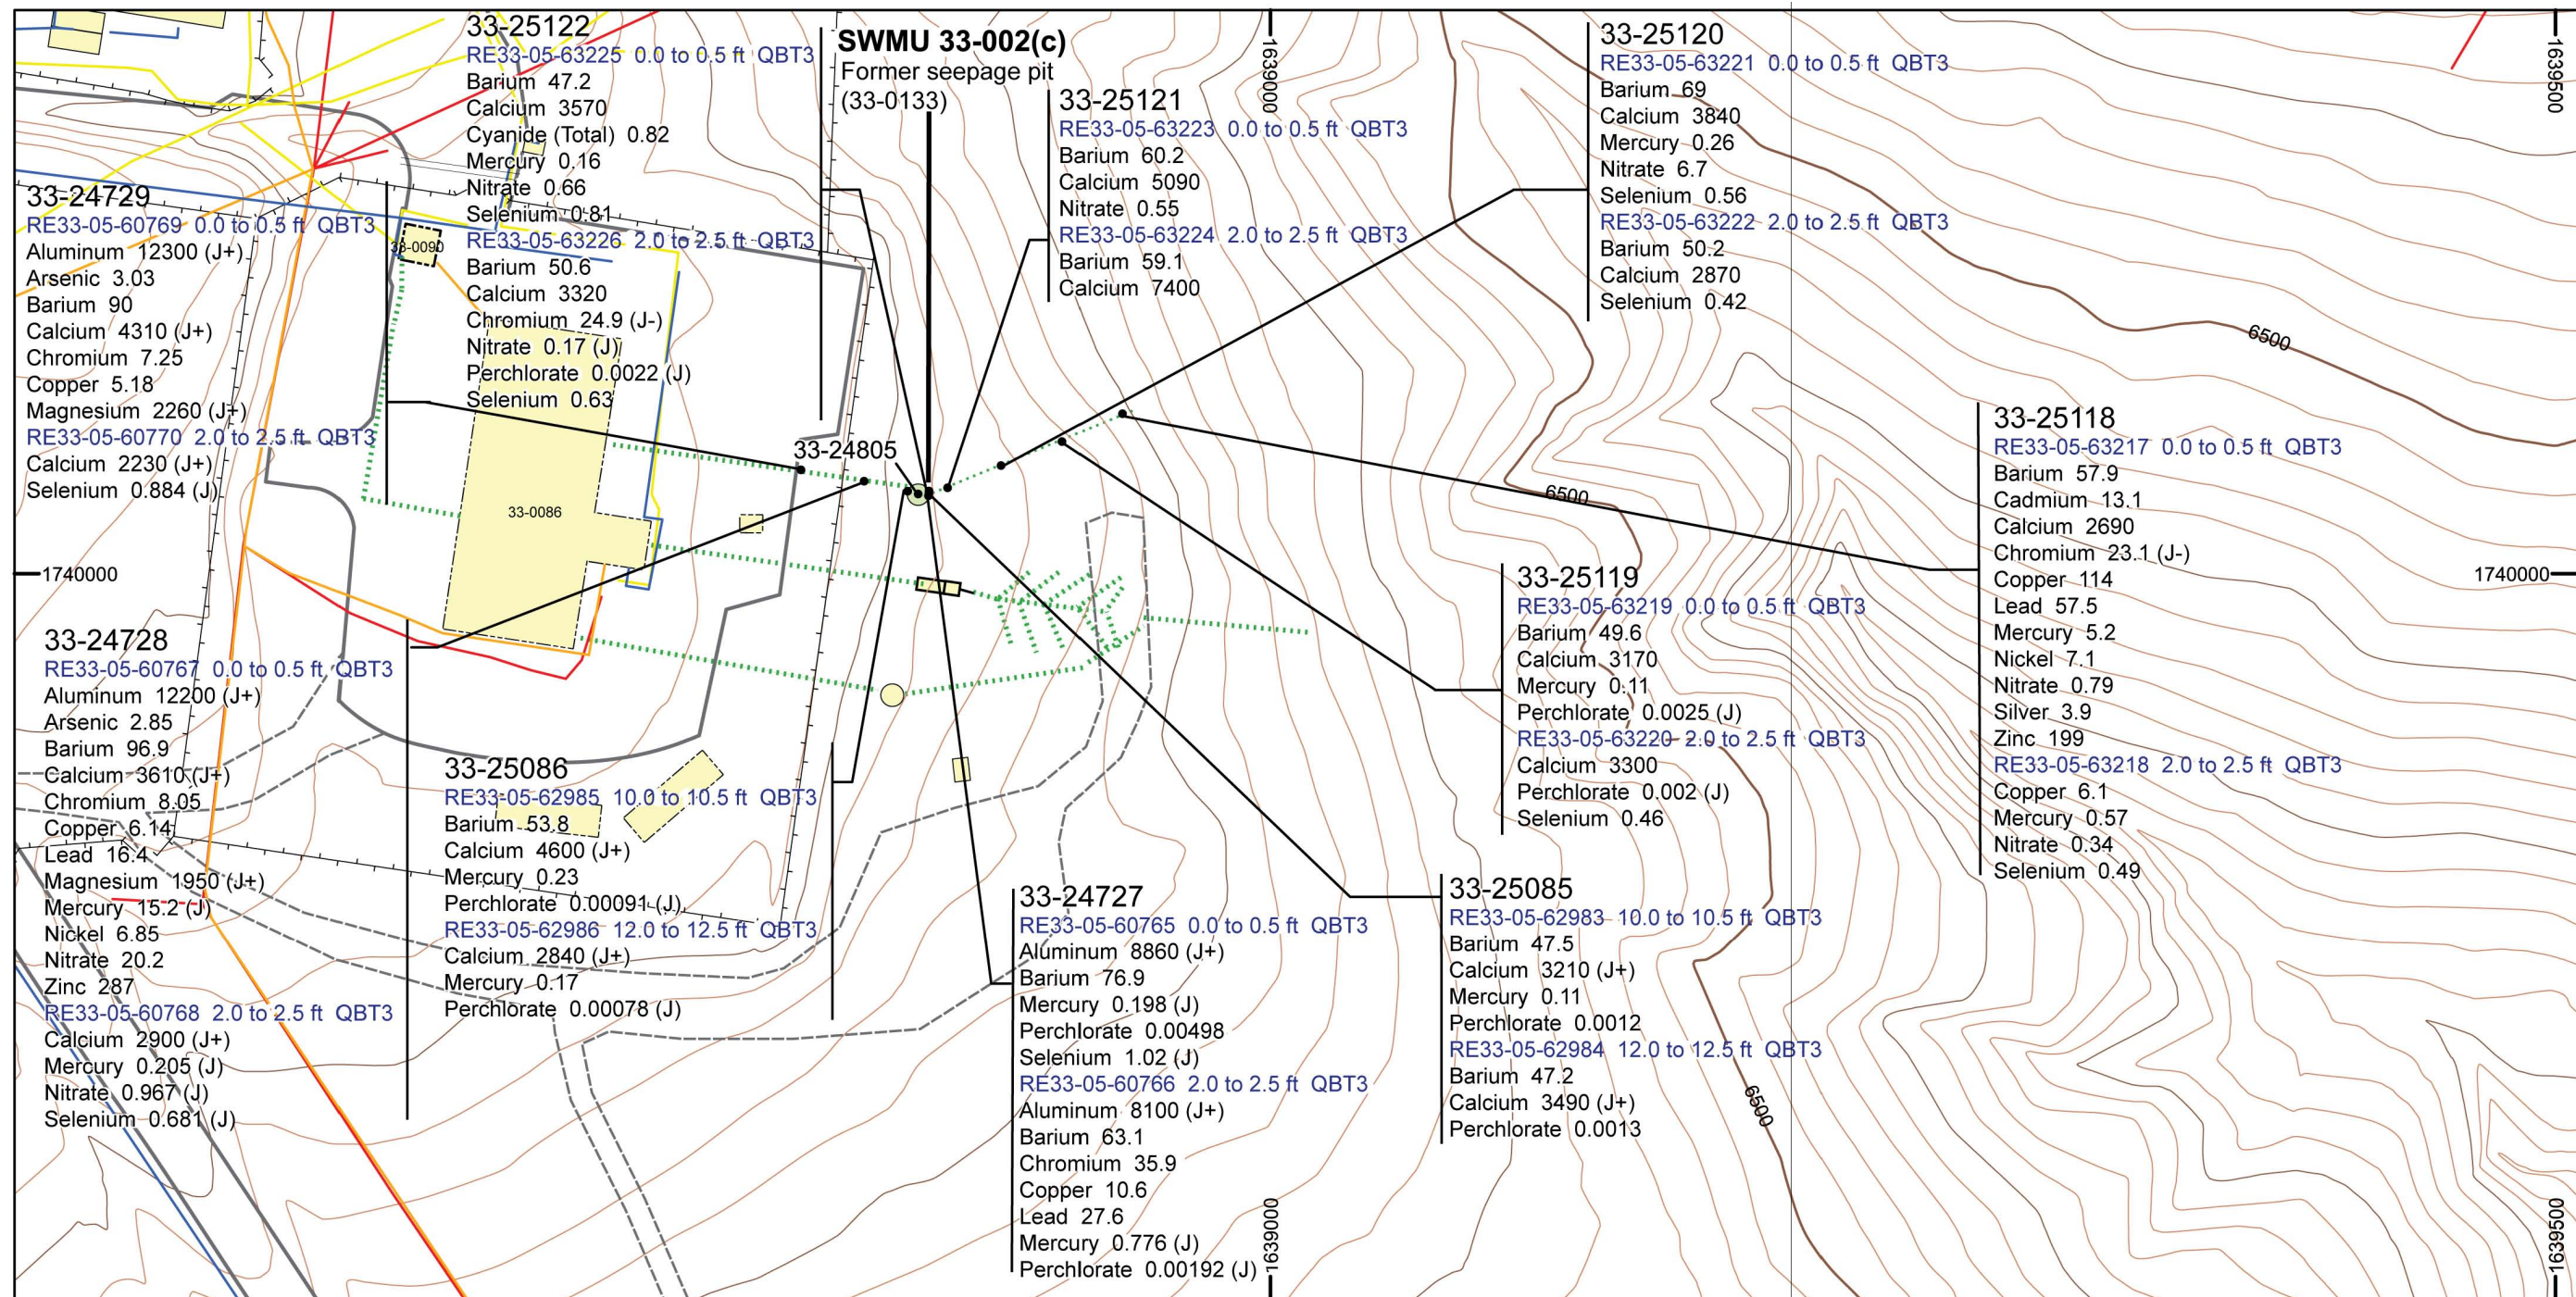 33-25122
RE33-05-63225 0.0 to 0.5 ft QBT3
Barium 47.2
Calcium 3570
Cyanide (Total) 0.82
Mercury 0.16
Nitrate 0.66
Selenium 0.81
RE33-05-63226 2.0 to 2.5 ft QBT3
Barium 50.6
Calcium 3320
Chromium 24.9 (J-)
Nitrate 0.17 (J)
Perchlorate 0.0022 (J)
Selenium 0.63
SWMU 33-002(c)
Former seepage pit
(33-0133)
33-25121
RE33-05-63223 0.0 to 0.5 ft QBT3
Barium 60.2
Calcium 5090
Nitrate 0.55
RE33-05-63224 2.0 to 2.5 ft QBT3
Barium 59.1
Calcium 7400
1639000
33-25120
RE33-05-63221 0.0 to 0.5 ft QBT3
Barium 69
Calcium 3840
Mercury 0.26
Nitrate 6.7
Selenium 0.56
RE33-05-63222 2.0 to 2.5 ft QBT3
Barium 50.2
Calcium 2870
Selenium 0.42
1639500
6500
33-24729
RE33-05-60769 0.0 to 0.5 ft QBT3
Aluminum 12300 (J+)
Arsenic 3.03
Barium 90
Calcium 4310 (J+)
Chromium 7.25
Copper 5.18
Magnesium 2260 (J+)
RE33-05-60770 2.0 to 2.5 ft QBT3
Calcium 2230 (J+)
Selenium 0.884 (J)
33-0090
33-0086
33-24805
6500
33-25118
RE33-05-63217 0.0 to 0.5 ft QBT3
Barium 57.9
Cadmium 13.1
Calcium 2690
Chromium 23.1 (J-)
Copper 114
Lead 57.5
Mercury 5.2
Nickel 7.1
Nitrate 0.79
Silver 3.9
Zinc 199
RE33-05-63218 2.0 to 2.5 ft QBT3
Copper 6.1
Mercury 0.57
Nitrate 0.34
Selenium 0.49
1740000
1740000
33-25119
RE33-05-63219 0.0 to 0.5 ft QBT3
Barium 49.6
Calcium 3170
Mercury 0.11
Perchlorate 0.0025 (J)
RE33-05-63220 2.0 to 2.5 ft QBT3
Calcium 3300
Perchlorate 0.002 (J)
Selenium 0.46
33-24728
RE33-05-60767 0.0 to 0.5 ft QBT3
Aluminum 12200 (J+)
Arsenic 2.85
Barium 96.9
Calcium 3610 (J+)
Chromium 8.05
Copper 6.14
Lead 16.4
Magnesium 1950 (J+)
Mercury 15.2 (J)
Nickel 6.85
Nitrate 20.2
Zinc 287
RE33-05-60768 2.0 to 2.5 ft QBT3
Calcium 2900 (J+)
Mercury 0.205 (J)
Nitrate 0.967 (J)
Selenium 0.681 (J)
33-25086
RE33-05-62985 10.0 to 10.5 ft QBT3
Barium 53.8
Calcium 4600 (J+)
Mercury 0.23
Perchlorate 0.00091 (J)
RE33-05-62986 12.0 to 12.5 ft QBT3
Calcium 2840 (J+)
Mercury 0.17
Perchlorate 0.00078 (J)
33-24727
RE33-05-60765 0.0 to 0.5 ft QBT3
Aluminum 8860 (J+)
Barium 76.9
Mercury 0.198 (J)
Perchlorate 0.00498
Selenium 1.02 (J)
RE33-05-60766 2.0 to 2.5 ft QBT3
Aluminum 8100 (J+)
Barium 63.1
Chromium 35.9
Copper 10.6
Lead 27.6
Mercury 0.776 (J)
Perchlorate 0.00192 (J)
33-25085
RE33-05-62983 10.0 to 10.5 ft QBT3
Barium 47.5
Calcium 3210 (J+)
Mercury 0.11
Perchlorate 0.0012
RE33-05-62984 12.0 to 12.5 ft QBT3
Barium 47.2
Calcium 3490 (J+)
Perchlorate 0.0013
6500
1639000
1639500